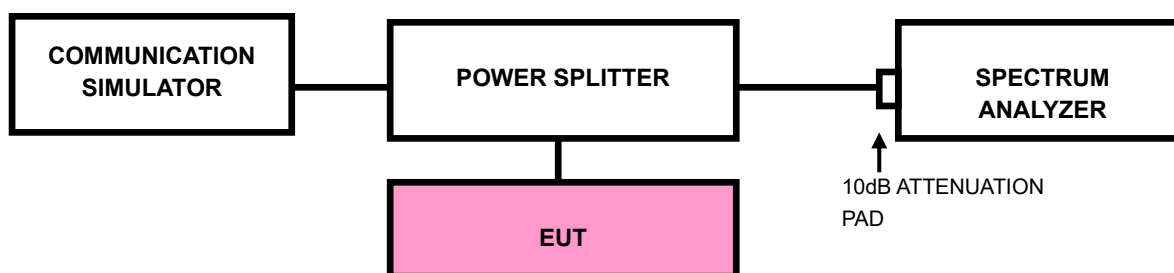 COMMUNICATION
SIMULATOR
POWER SPLITTER
SPECTRUM
ANALYZER
10dB ATTENUATION
PAD
EUT